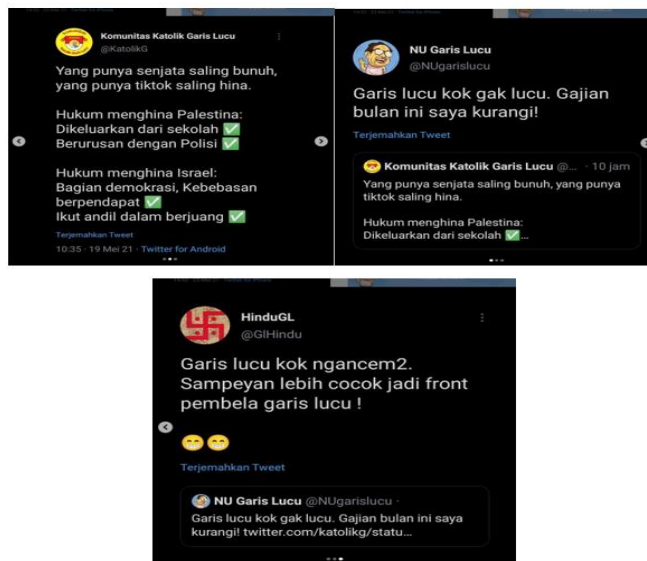 Komunitas Katolik Garis Lucu
@KatolikG
Yang punya senjata saling bunuh,
yang punya tiktok saling hina.
Hukum menghina Palestina:
Dikeluarkan dari sekolah ✅
Berurusan dengan Polisi ✅
Hukum menghina Israel:
Bagian demokrasi, Kebebasan
berpendapat ✅
Ikut andil dalam berjuang ✅
Terjemahkan Tweet
10:35 · 19 Mei 21 · Twitter for Android
NU Garis Lucu
@NUgarislucu
Garis lucu kok gak lucu. Gajian
bulan ini saya kurangi!
Terjemahkan Tweet
Komunitas Katolik Garis Lucu @... · 10 jam
Yang punya senjata saling bunuh, yang punya
tiktok saling hina.
Hukum menghina Palestina:
Dikeluarkan dari sekolah ✅...
HinduGL
@GlHindu
Garis lucu kok ngancem2.
Sampeyan lebih cocok jadi front
pembela garis lucu !
😁😁
Terjemahkan Tweet
NU Garis Lucu @NUgarislucu ·
Garis lucu kok gak lucu. Gajian bulan ini saya
kurangi! twitter.com/katolikg/statu...